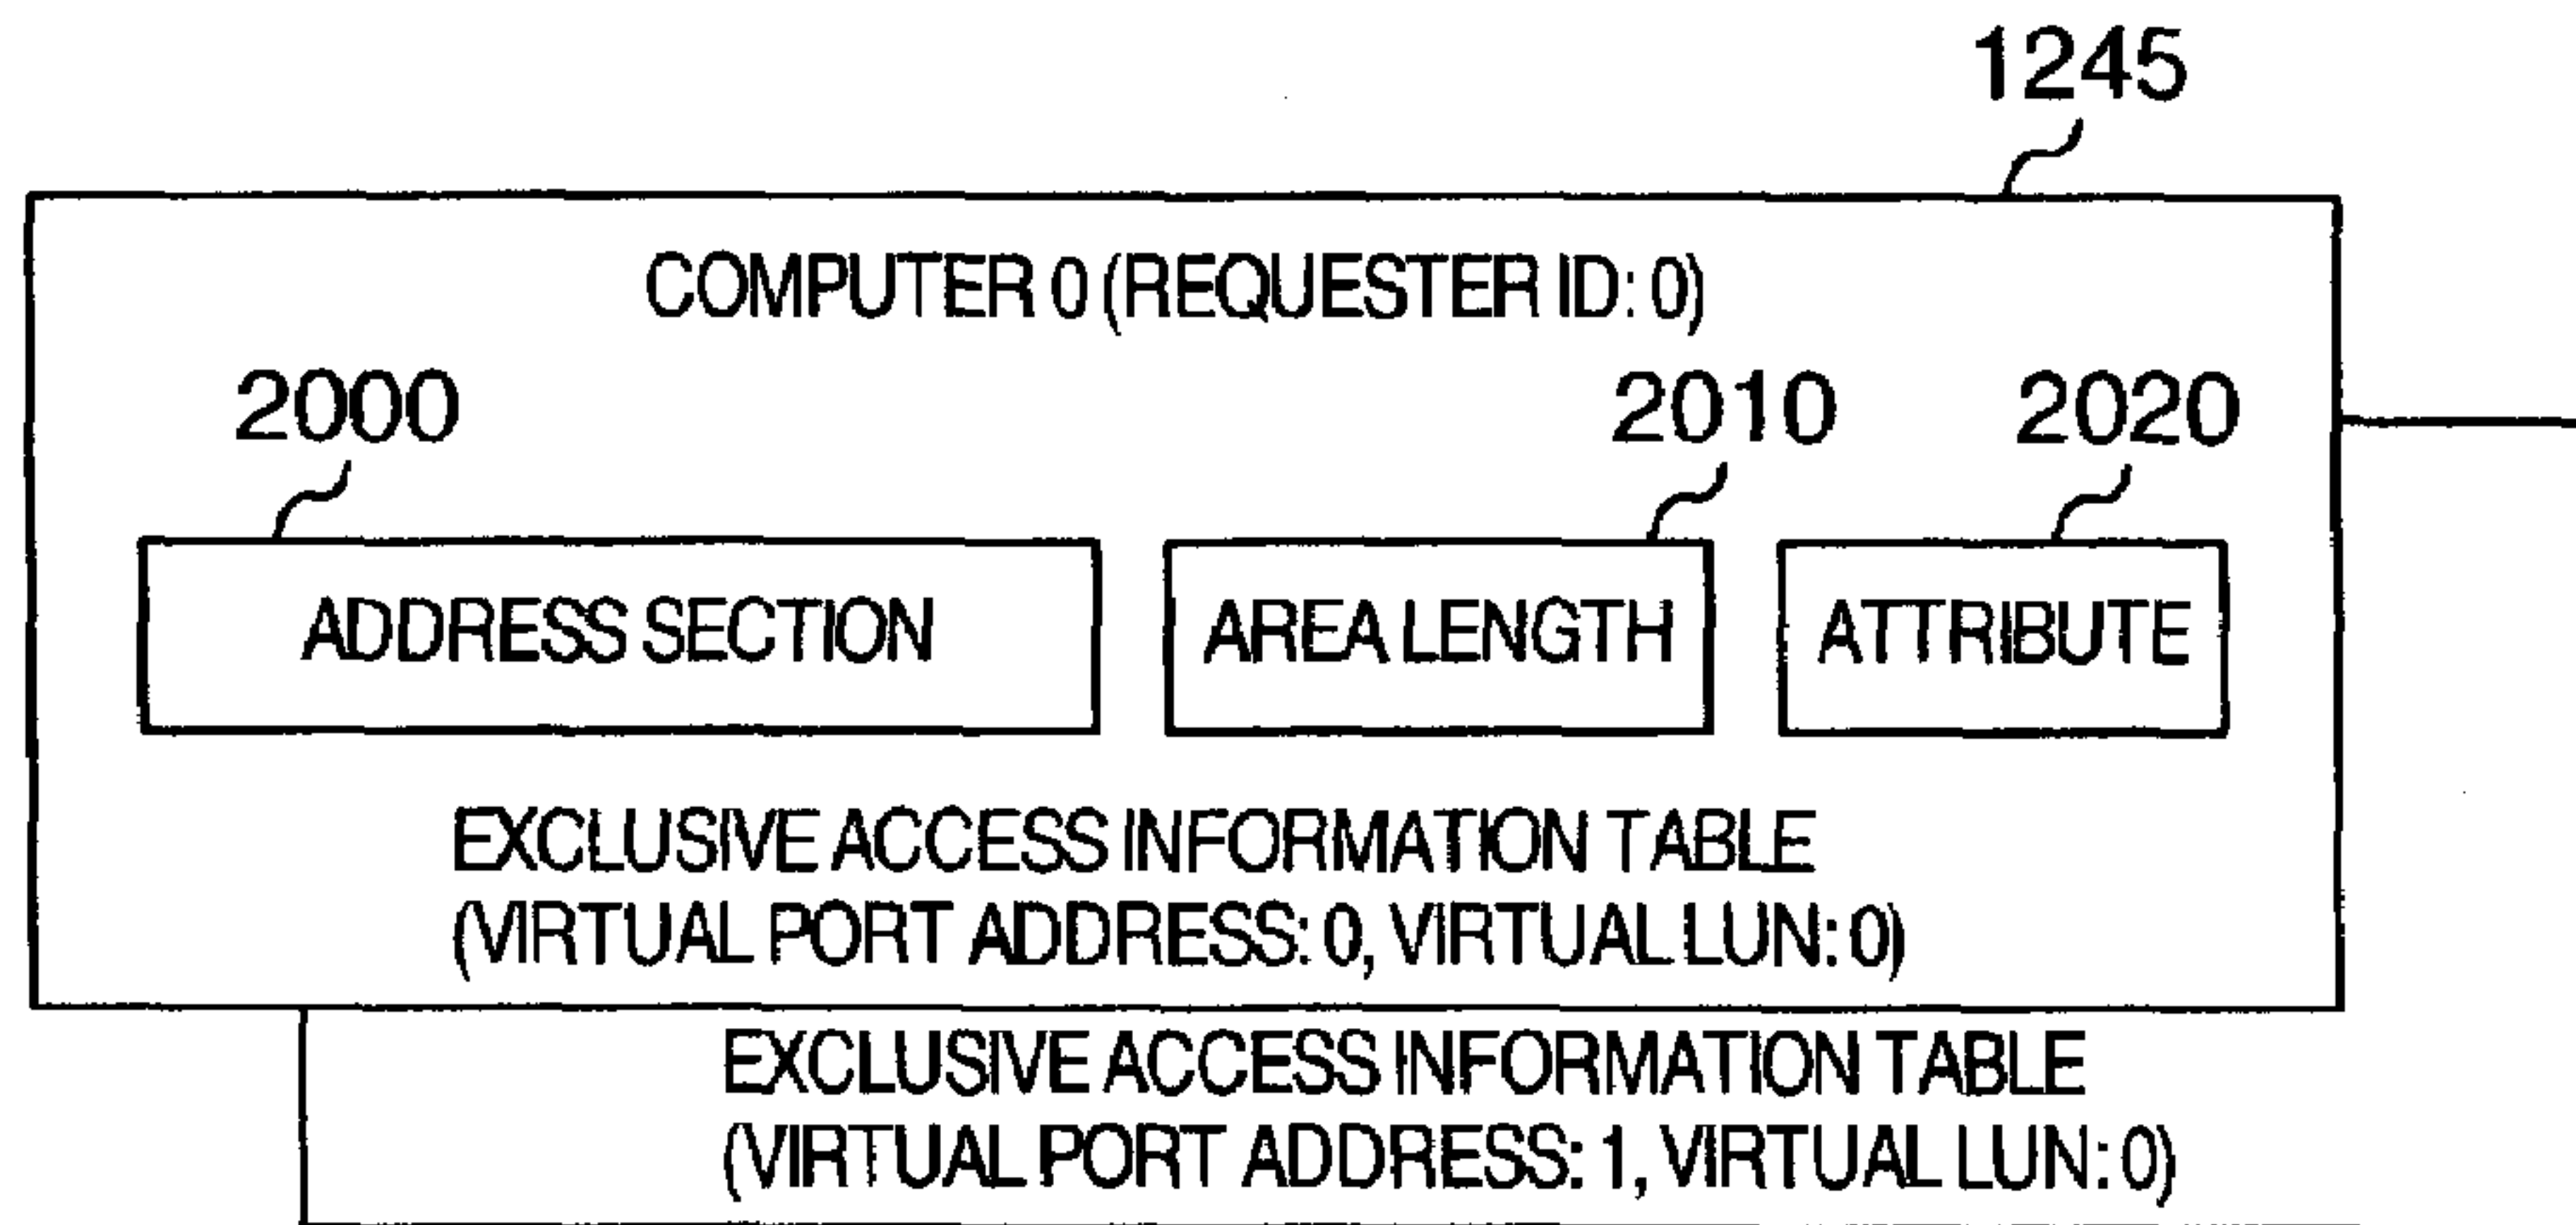 1245
COMPUTER 0 (REQUESTER ID: 0)
2000 2010 2020
ADDRESS SECTION AREA LENGTH ATTRIBUTE
EXCLUSIVE ACCESS INFORMATION TABLE
(VIRTUAL PORT ADDRESS: 0, VIRTUAL LUN: 0)
EXCLUSIVE ACCESS INFORMATION TABLE
(VIRTUAL PORT ADDRESS: 1, VIRTUAL LUN: 0)